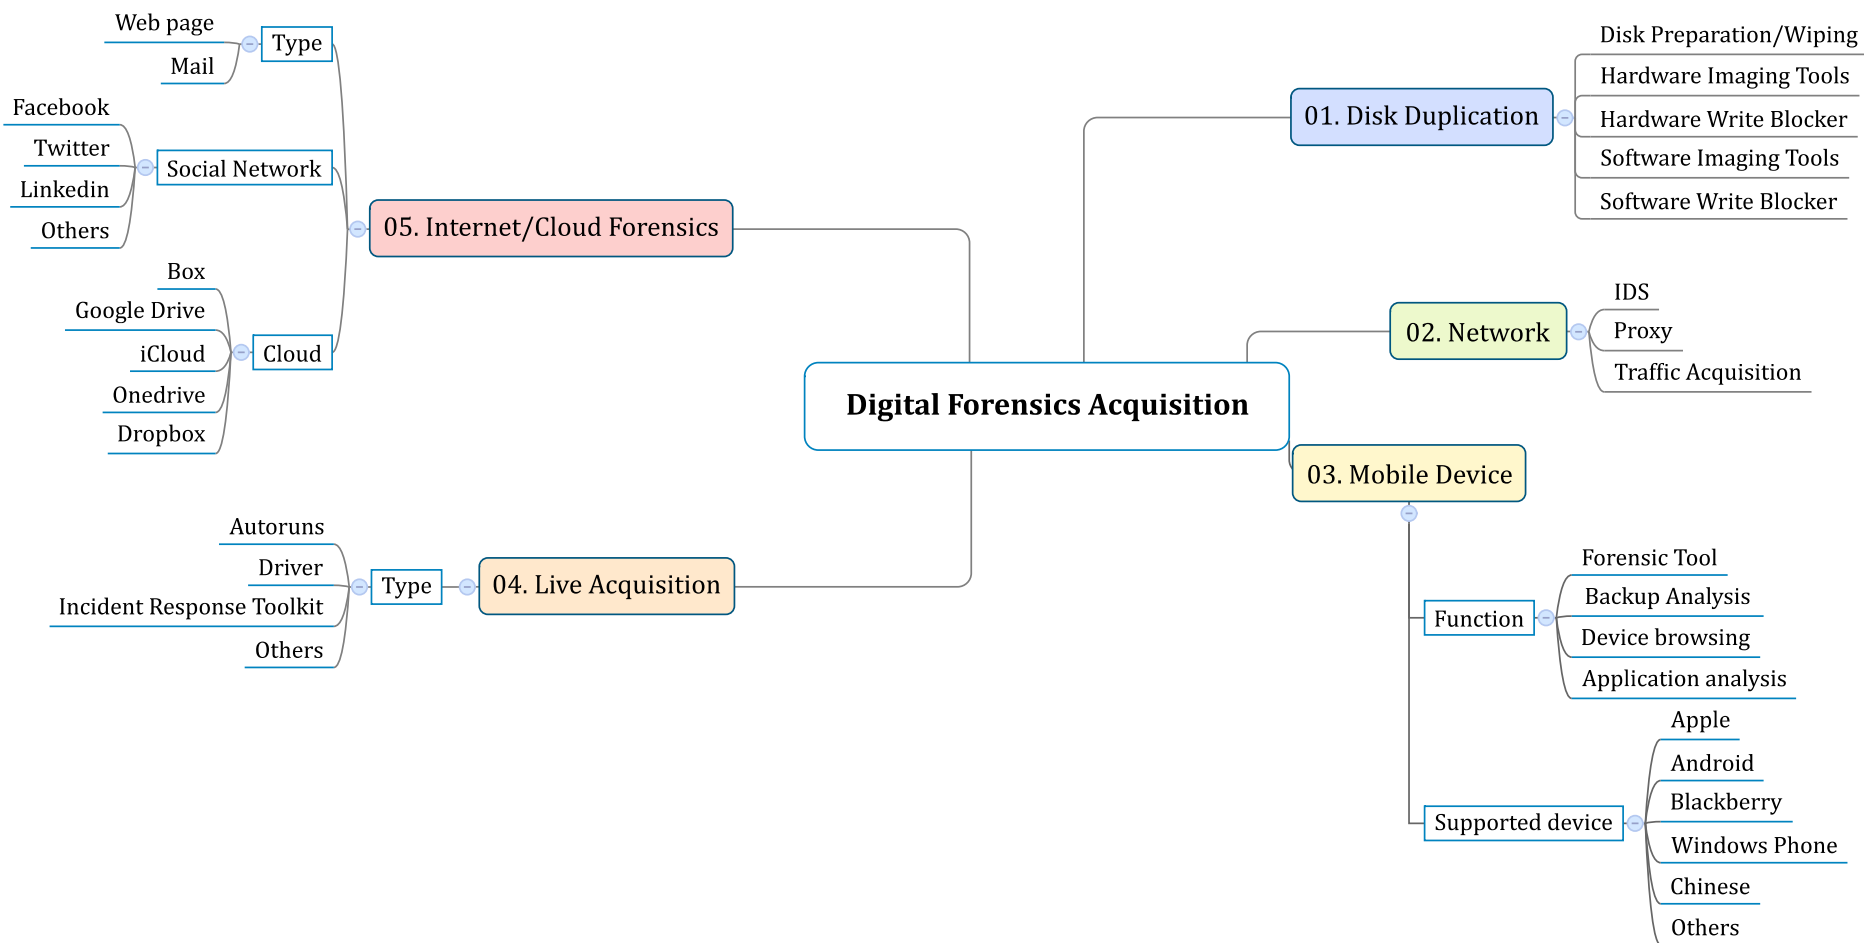 Digital Forensics Acquisition
01. Disk Duplication
Disk Preparation/Wiping
Hardware Imaging Tools
Hardware Write Blocker
Software Imaging Tools
Software Write Blocker
02. Network
IDS
Proxy
Traffic Acquisition
03. Mobile Device
Function
Forensic Tool
Backup Analysis
Device browsing
Application analysis
Supported device
Apple
Android
Blackberry
Windows Phone
Chinese
Others
04. Live Acquisition
Type
Autoruns
Driver
Incident Response Toolkit
Others
05. Internet/Cloud Forensics
Type
Web page
Mail
Social Network
Facebook
Twitter
Linkedin
Others
Cloud
Box
Google Drive
iCloud
Onedrive
Dropbox